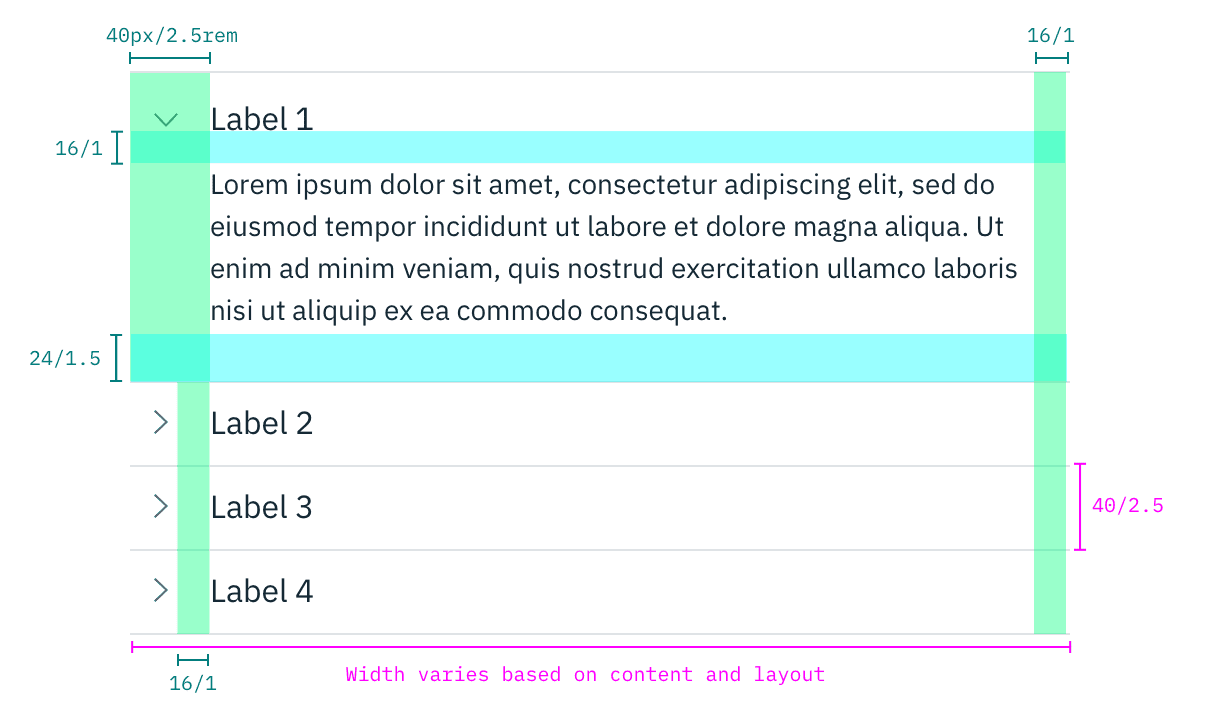 40px/2.5rem
16/1
Label 1
16/1
Lorem ipsum dolor sit amet, consectetur adipiscing elit, sed do
eiusmod tempor incididunt ut labore et dolore magna aliqua. Ut
enim ad minim veniam, quis nostrud exercitation ullamco laboris
nisi ut aliquip ex ea commodo consequat.
24/1.5
Label 2
Label 3
40/2.5
Label 4
Width varies based on content and layout
16/1